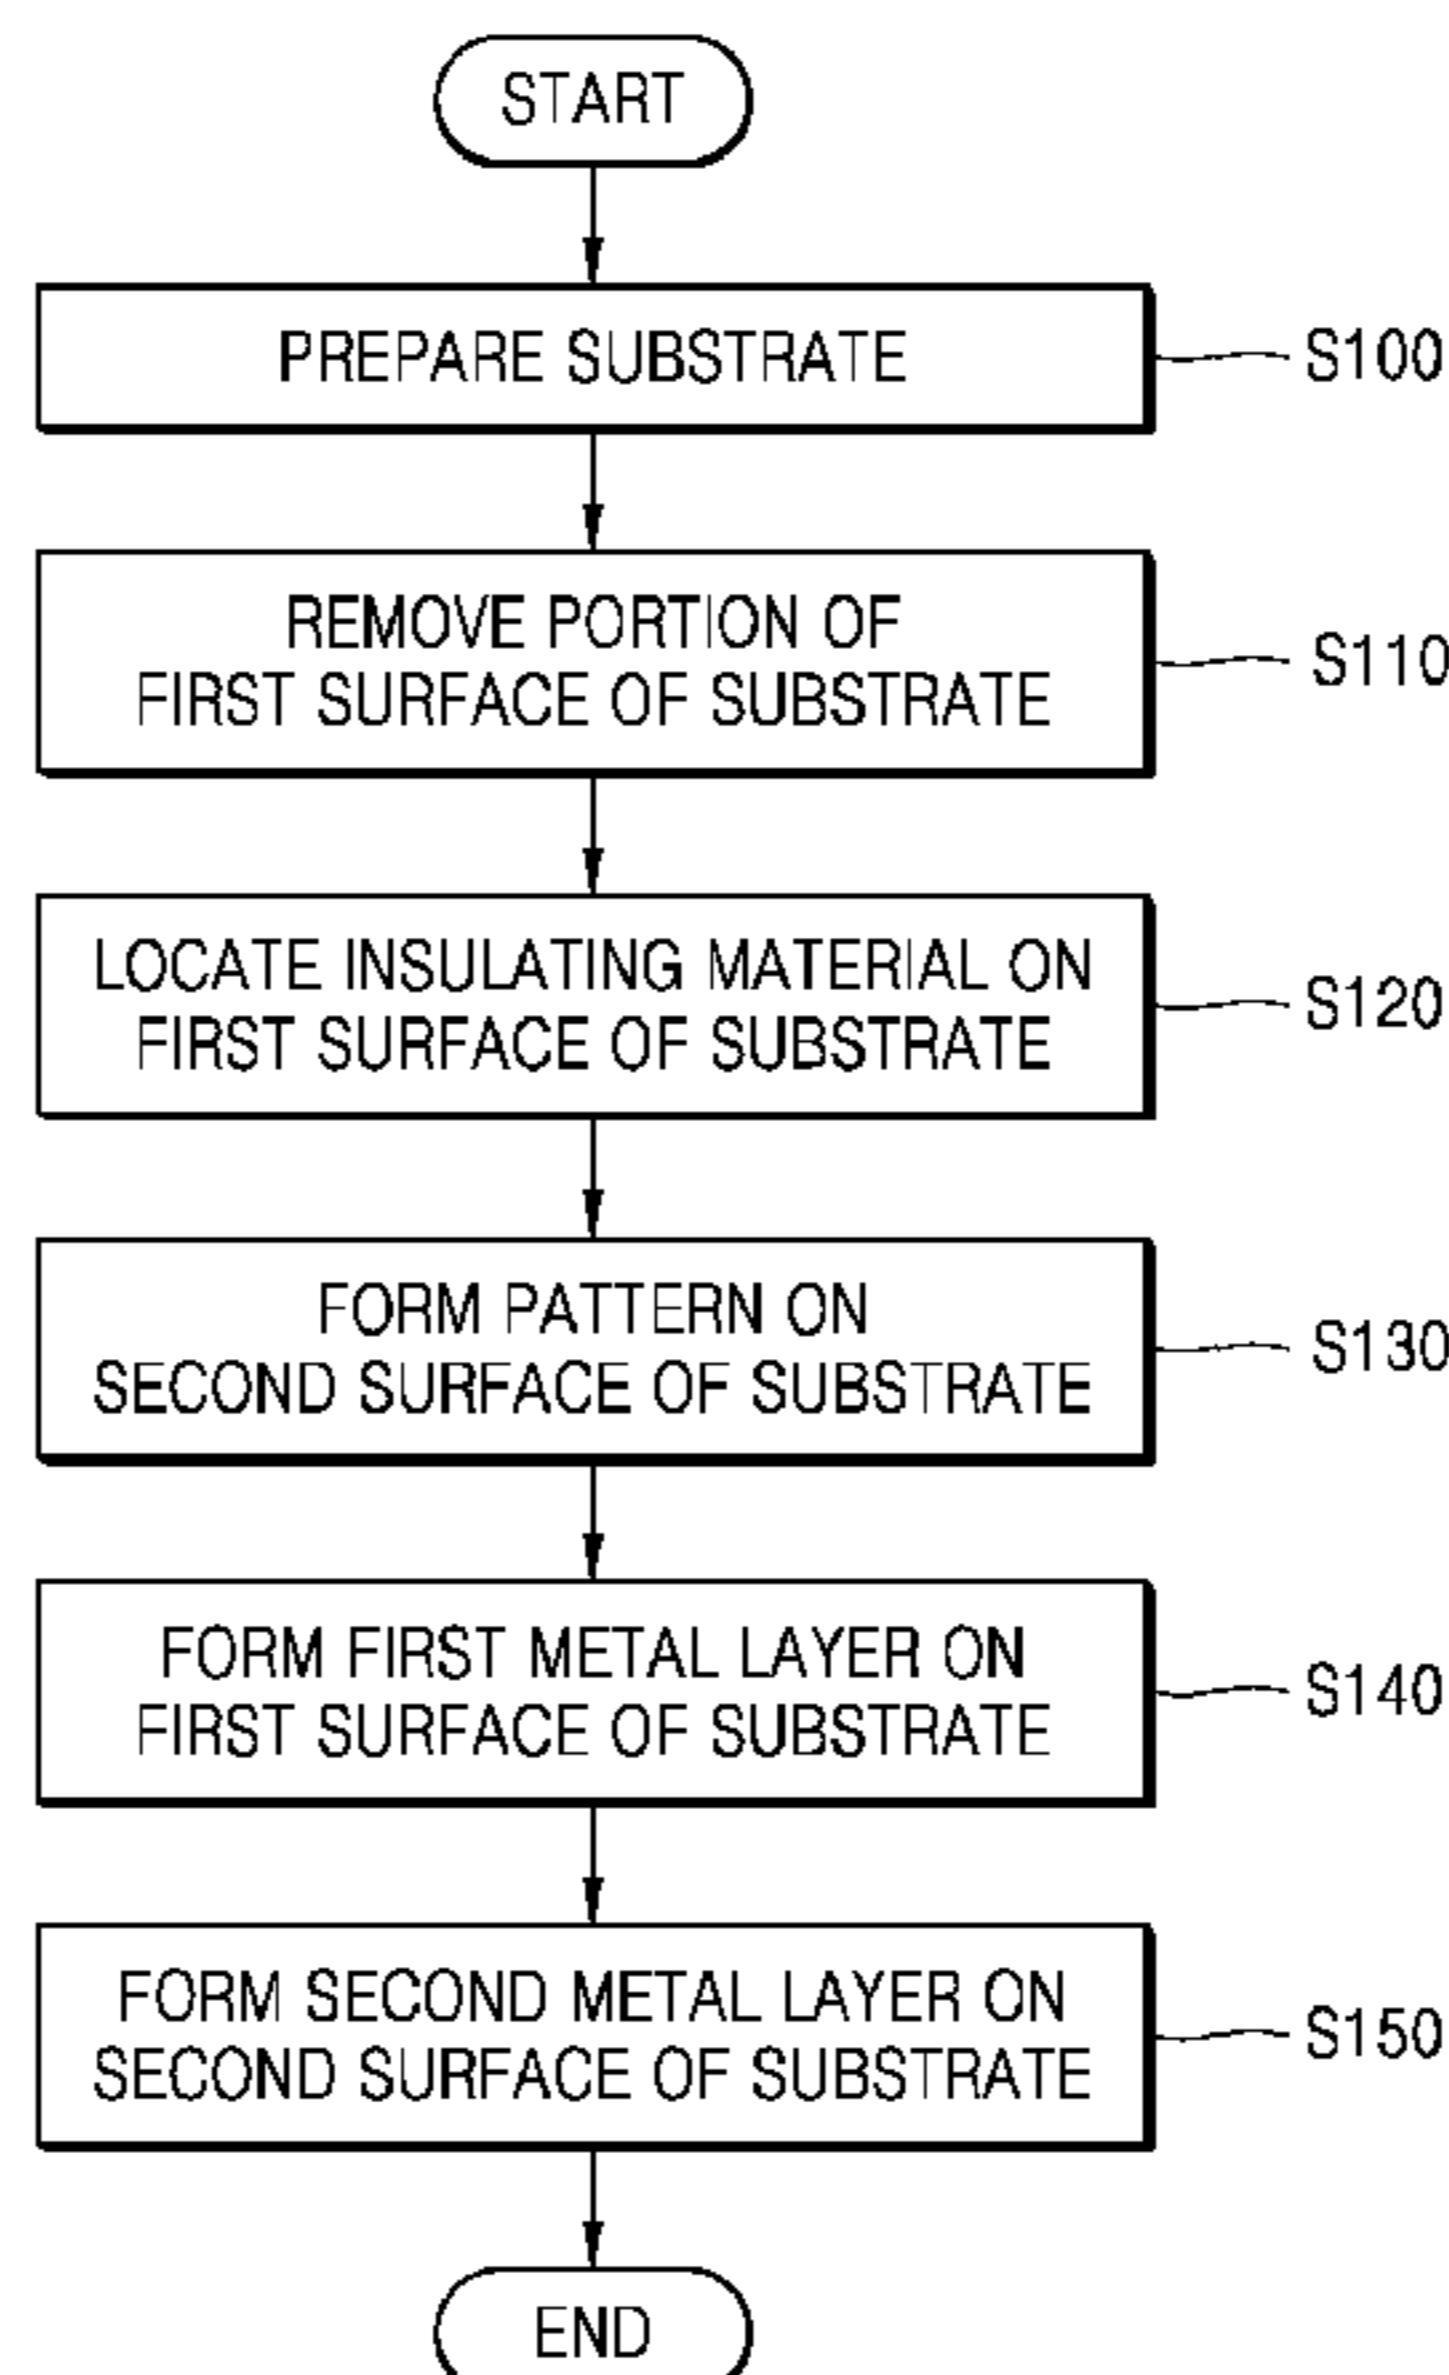 START
PREPARE SUBSTRATE
S100
REMOVE PORTION OF
FIRST SURFACE OF SUBSTRATE
S110
LOCATE INSULATING MATERIAL ON
FIRST SURFACE OF SUBSTRATE
S120
FORM PATTERN ON
SECOND SURFACE OF SUBSTRATE
S130
FORM FIRST METAL LAYER ON
FIRST SURFACE OF SUBSTRATE
S140
FORM SECOND METAL LAYER ON
SECOND SURFACE OF SUBSTRATE
S150
END